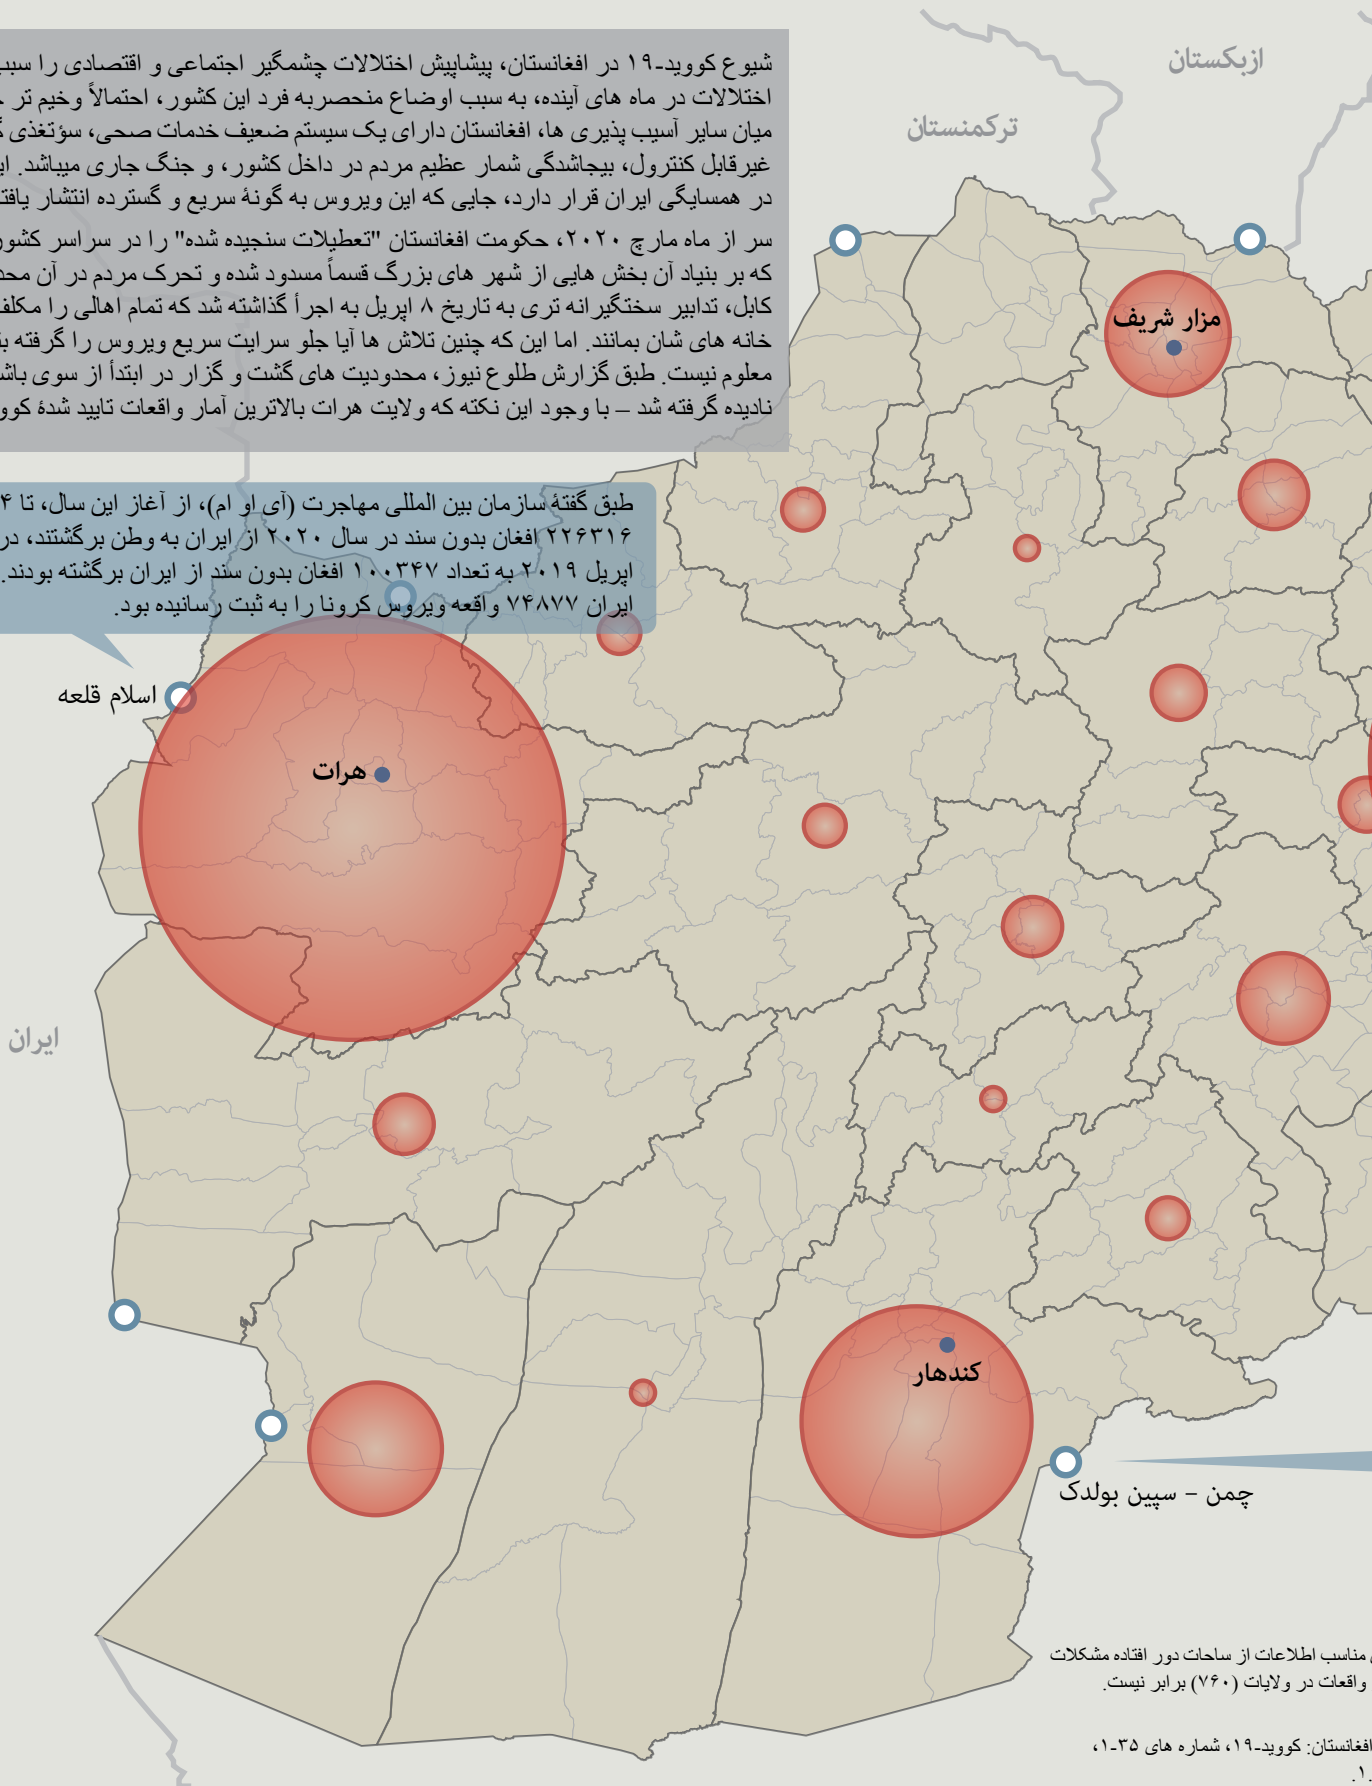 ازبکستان
ترکمنستان
شیوع کووید-۱۹ در افغانستان، پیشاپیش اختلالات چشمگیر اجتماعی و اقتصادی را سبب
اختلالات در ماه های آینده، به سبب اوضاع منحصربه فرد این کشور، احتمالاً وخیم تر
میان سایر آسیب پذیری ها، افغانستان دارای یک سیستم ضعیف خدمات صحی، سؤتغذی
غیرقابل کنترول، بیجاشدگی شمار عظیم مردم در داخل کشور، و جنگ جاری میباشد.
در همسایگی ایران قرار دارد، جایی که این ویروس به گونهٔ سریع و گسترده انتشار یافت
سر از ماه مارچ ۲۰۲۰، حکومت افغانستان "تعطیلات سنجیده شده" را در سراسر کشور
که بر بنیاد آن بخش هایی از شهر های بزرگ قسماً مسدود شده و تحرک مردم در آن محد
کابل، تدابیر سختگیرانه تری به تاریخ ۸ اپریل به اجرأ گذاشته شد که تمام اهالی را مکلف
خانه های شان بمانند. اما این که چنین تلاش ها آیا جلو سرایت سریع ویروس را گرفته
معلوم نیست. طبق گزارش طلوع نیوز، محدودیت های گشت و گزار در ابتدأ از سوی باش
نادیده گرفته شد – با وجود این نکته که ولایت هرات بالاترین آمار واقعات تایید شدهٔ کوو
مزار شریف
طبق گفتهٔ سازمان بین المللی مهاجرت (آی او ام)، از آغاز این سال، تا ۴
۲۲۶۳۱۶ افغان بدون سند در سال ۲۰۲۰ از ایران به وطن برگشتند، در
اپریل ۲۰۱۹ به تعداد ۱۰۰۳۴۷ افغان بدون سند از ایران برگشته بودند.
ایران ۷۴۸۷۷ واقعه ویروس کرونا را به ثبت رسانیده بود.
اسلام قلعه
هرات
ایران
کندهار
چمن - سپین بولدک
مناسب اطلاعات از ساحات دور افتاده مشکلات
واقعات در ولایات (۷۶۰) برابر نیست.
افغانستان: کووید-۱۹، شماره های ۳۵-۱،